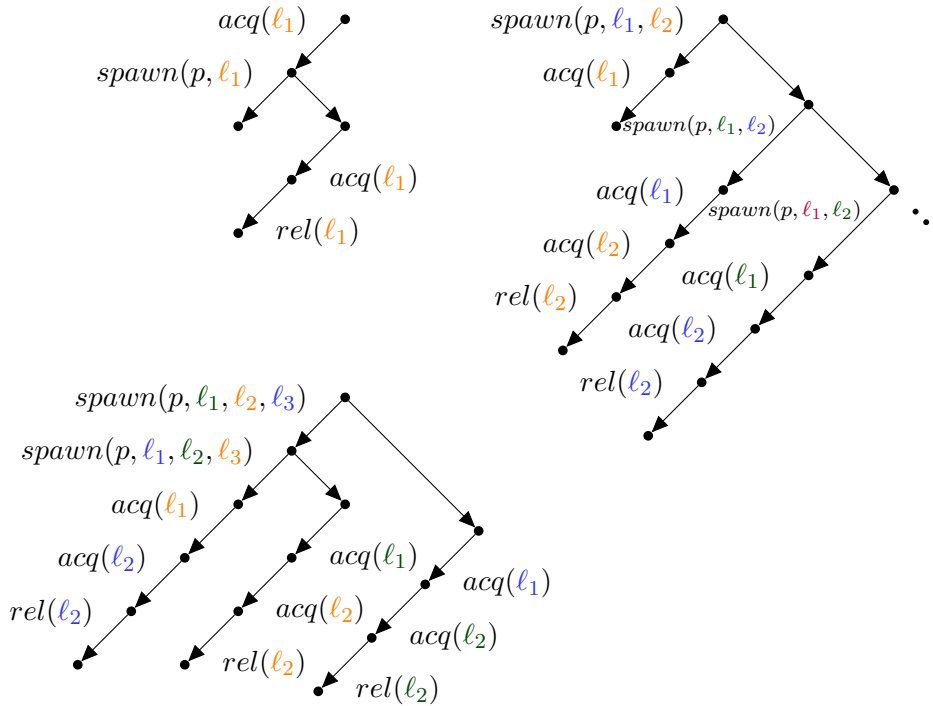 acq(ℓ₁)
spawn(p, ℓ₁)
acq(ℓ₁)
rel(ℓ₁)
spawn(p, ℓ₁, ℓ₂)
acq(ℓ₁)
spawn(p, ℓ₁, ℓ₂)
acq(ℓ₁)
spawn(p, ℓ₁, ℓ₂)
acq(ℓ₂)
acq(ℓ₁)
rel(ℓ₂)
acq(ℓ₂)
rel(ℓ₂)
spawn(p, ℓ₁, ℓ₂, ℓ₃)
spawn(p, ℓ₁, ℓ₂, ℓ₃)
acq(ℓ₁)
acq(ℓ₂)
rel(ℓ₂)
acq(ℓ₁)
acq(ℓ₂)
rel(ℓ₂)
acq(ℓ₁)
acq(ℓ₂)
rel(ℓ₂)